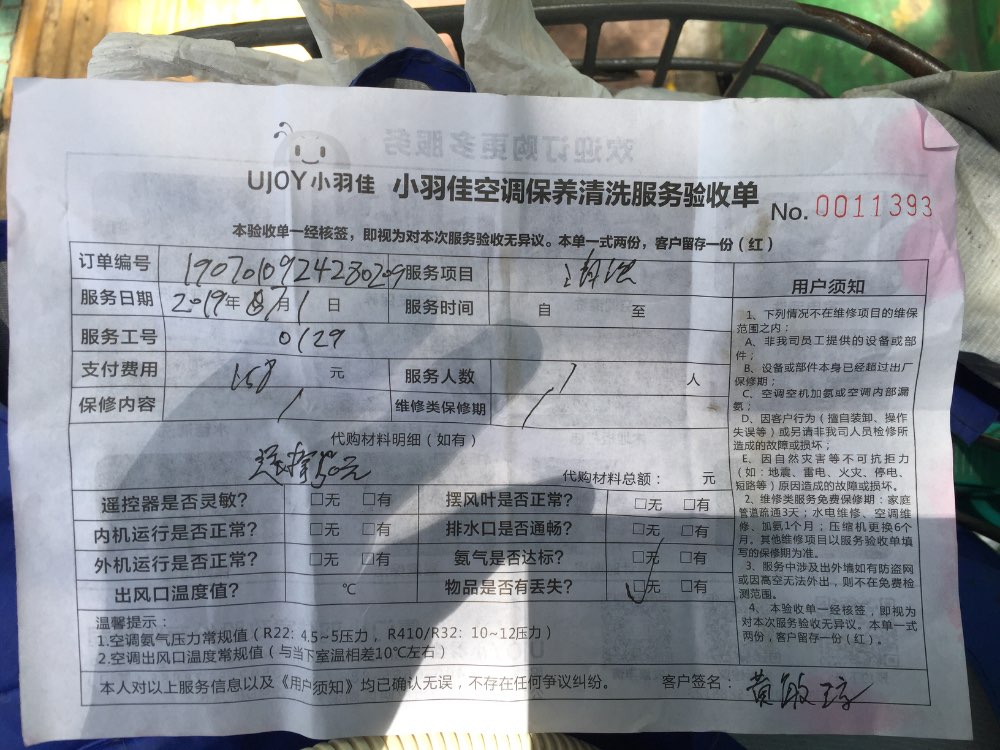 欢迎订购更多服务
UJOY小羽佳 小羽佳空调保养清洗服务验收单 No. 0011393
本验收单一经核签，即视为对本次服务验收无异议。本单一式两份，客户留存一份（红）
订单编号 1907010924230209 服务项目 清洗
服务日期 2019年 8月 1 日 服务时间 自 至
服务工号 0129
支付费用 158 元 服务人数 1 人
保修内容 / 维修类保修期 /
代购材料明细（如有）
代购材料总额： 元
遥控器是否灵敏? □无 □有 摆风叶是否正常? □无 □有
内机运行是否正常? □无 □有 排水口是否通畅? □无 □有
外机运行是否正常? □无 □有 氨气是否达标? □无 □有
出风口温度值? ℃ 物品是否有丢失? □无 □有
温馨提示：
1.空调氨气压力常规值（R22: 4.5~5压力， R410/R32: 10~12压力）
2.空调出风口温度常规值（与当下室温相差10℃左右）
本人对以上服务信息以及《用户须知》均已确认无误，不存在任何争议纠纷。 客户签名： 黄敏琼
用户须知
1、下列情况不在维修项目的维保
范围之内：
A、非我司员工提供的设备或部
件；
B、设备或部件本身已经超过出厂
保修期；
C、空调空机加氨或空调内部漏
氨；
D、因客户行为（擅自装卸、操作
失误等）或另请非我司人员检修所
造成的故障或损坏；
E、因自然灾害等不可抗拒力
（如：地震、雷电、火灾、停电、
短路等）原因造成的故障或损坏。
2、维修类服务免费保修期：家庭
管道疏通3天；水电维修、空调维
修、加氨1个月；压缩机更换6个
月。其他维修项目以服务验收单填
写的保修期为准。
3、服务中涉及出外墙如有防盗网
或因高空无法外出，则不在免费检
测范围。
4、本验收单一经核签，即视为
对本次服务验收无异议。本单一式
两份，客户留存一份（红）。